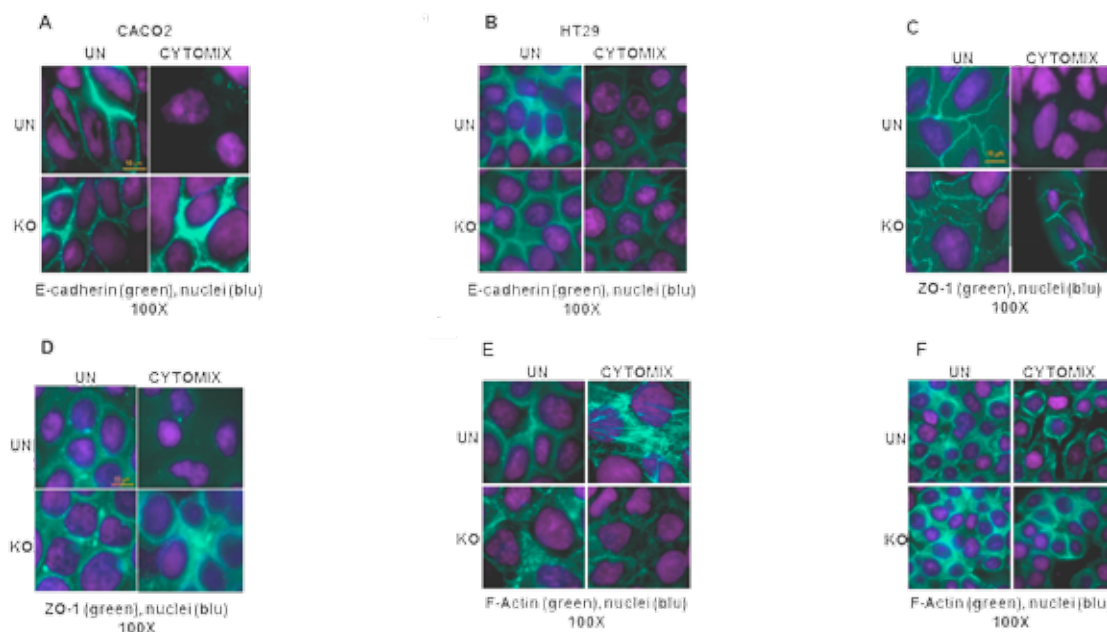 A
CACO2
UN CYTOMIX
UN
KO
E-cadherin (green), nuclei (blu)
100X
B
HT29
UN CYTOMIX
UN
KO
E-cadherin (green), nuclei (blu)
100X
C
UN CYTOMIX
UN
KO
ZO-1 (green), nuclei (blu)
100X
D
UN CYTOMIX
UN
KO
ZO-1 (green), nuclei (blu)
100X
E
UN CYTOMIX
UN
KO
F-Actin (green), nuclei (blu)
100X
F
UN CYTOMIX
UN
KO
F-Actin (green), nuclei (blu)
100X